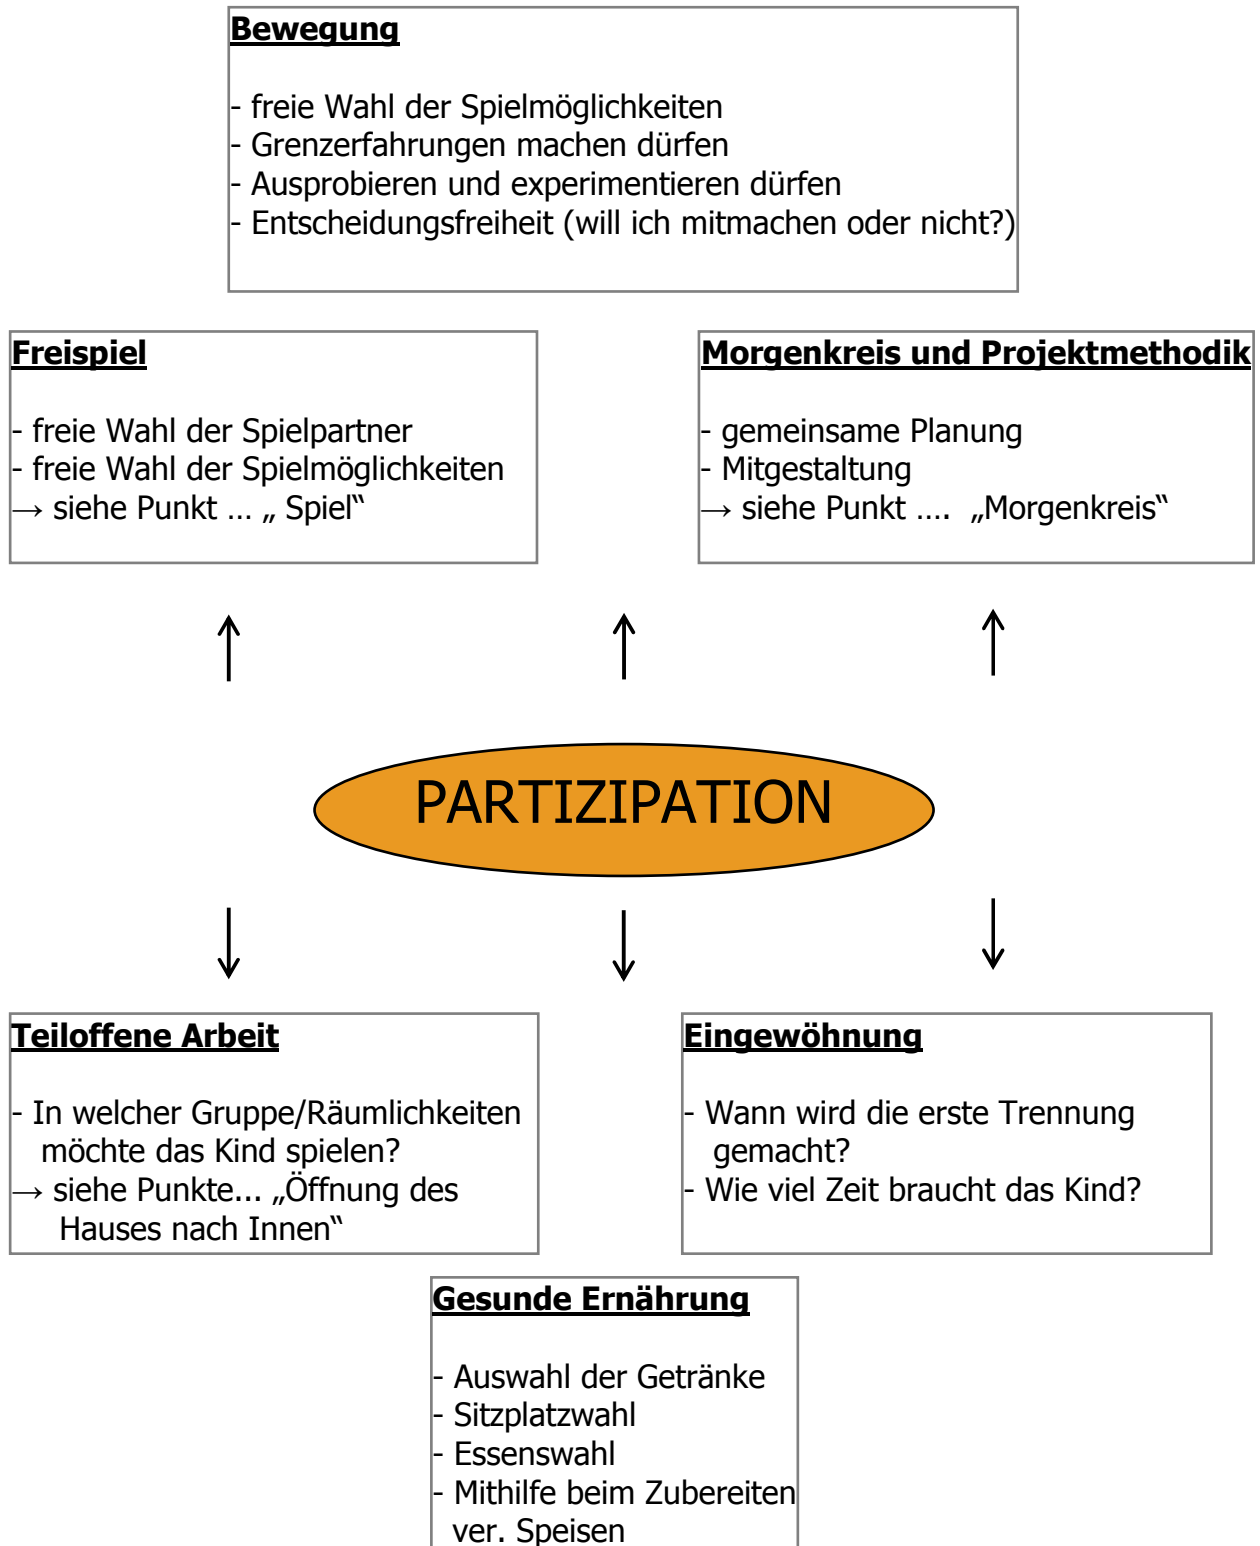 Bewegung
- freie Wahl der Spielmöglichkeiten
- Grenzerfahrungen machen dürfen
- Ausprobieren und experimentieren dürfen
- Entscheidungsfreiheit (will ich mitmachen oder nicht?)
Freispiel
- freie Wahl der Spielpartner
- freie Wahl der Spielmöglichkeiten
→ siehe Punkt … „ Spiel“
Morgenkreis und Projektmethodik
- gemeinsame Planung
- Mitgestaltung
→ siehe Punkt …. „Morgenkreis“
PARTIZIPATION
Teiloffene Arbeit
- In welcher Gruppe/Räumlichkeiten
möchte das Kind spielen?
→ siehe Punkte... „Öffnung des
Hauses nach Innen“
Eingewöhnung
- Wann wird die erste Trennung
gemacht?
- Wie viel Zeit braucht das Kind?
Gesunde Ernährung
- Auswahl der Getränke
- Sitzplatzwahl
- Essenswahl
- Mithilfe beim Zubereiten
ver. Speisen